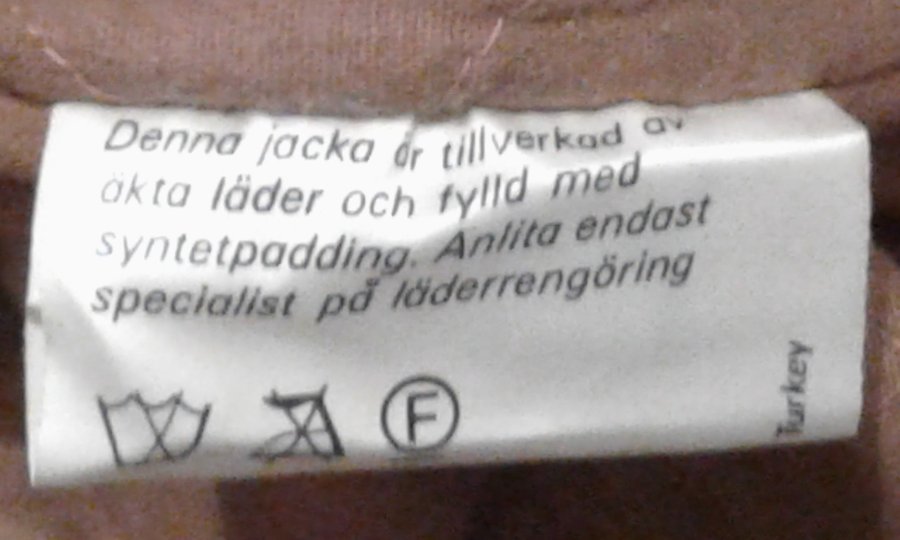 Denna jacka är tillverkad av
äkta läder och fylld med
syntetpadding. Anlita endast
specialist på läderrengöring
F
Turkey